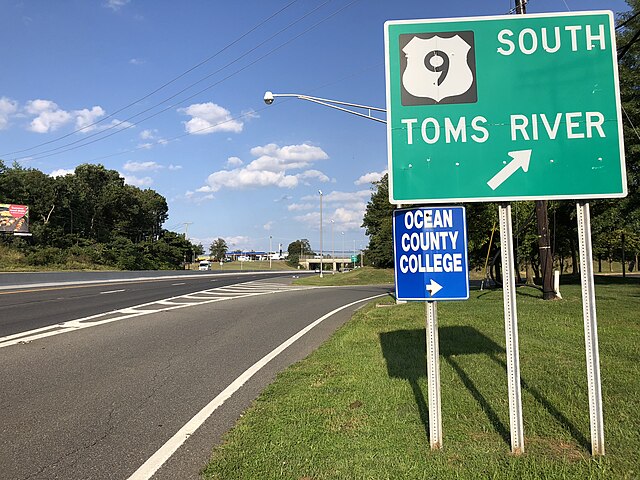 9 SOUTH
TOMS RIVER
OCEAN
COUNTY
COLLEGE